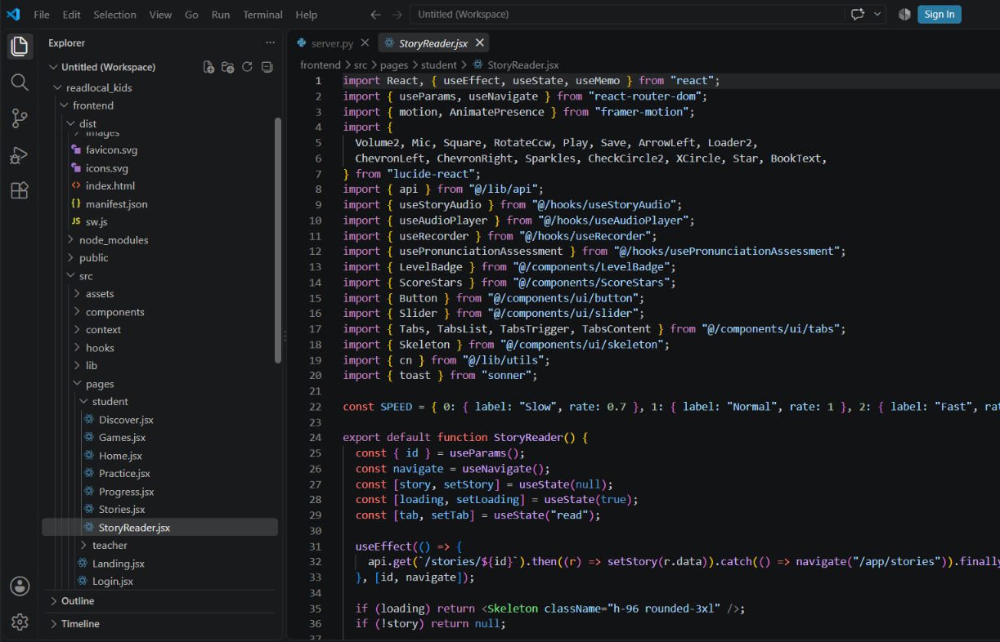 File Edit Selection View Go Run Terminal Help
Untitled (Workspace)
Sign In
Explorer
Untitled (Workspace)
readlocal_kids
frontend
dist
images
favicon.svg
icons.svg
index.html
manifest.json
JS sw.js
node_modules
public
src
assets
components
context
hooks
lib
pages
student
Discover.jsx
Games.jsx
Home.jsx
Practice.jsx
Progress.jsx
Stories.jsx
StoryReader.jsx
teacher
Landing.jsx
Login.jsx
Outline
Timeline
server.py
StoryReader.jsx
frontend > src > pages > student > StoryReader.jsx
1 import React, { useEffect, useState, useMemo } from "react";
2 import { useParams, useNavigate } from "react-router-dom";
3 import { motion, AnimatePresence } from "framer-motion";
4 import {
5 Volume2, Mic, Square, RotateCcw, Play, Save, ArrowLeft, Loader2,
6 ChevronLeft, ChevronRight, Sparkles, CheckCircle2, XCircle, Star, BookText,
7 } from "lucide-react";
8 import { api } from "@/lib/api";
9 import { useStoryAudio } from "@/hooks/useStoryAudio";
10 import { useAudioPlayer } from "@/hooks/useAudioPlayer";
11 import { useRecorder } from "@/hooks/useRecorder";
12 import { usePronunciationAssessment } from "@/hooks/usePronunciationAssessment";
13 import { LevelBadge } from "@/components/LevelBadge";
14 import { ScoreStars } from "@/components/ScoreStars";
15 import { Button } from "@/components/ui/button";
16 import { Slider } from "@/components/ui/slider";
17 import { Tabs, TabsList, TabsTrigger, TabsContent } from "@/components/ui/tabs";
18 import { Skeleton } from "@/components/ui/skeleton";
19 import { cn } from "@/lib/utils";
20 import { toast } from "sonner";
21
22 const SPEED = { 0: { label: "Slow", rate: 0.7 }, 1: { label: "Normal", rate: 1 }, 2: { label: "Fast", rat
23
24 export default function StoryReader() {
25 const { id } = useParams();
26 const navigate = useNavigate();
27 const [story, setStory] = useState(null);
28 const [loading, setLoading] = useState(true);
29 const [tab, setTab] = useState("read");
30
31 useEffect(() => {
32 api.get(`/stories/${id}`).then((r) => setStory(r.data)).catch(() => navigate("/app/stories")).finally
33 }, [id, navigate]);
34
35 if (loading) return <Skeleton className="h-96 rounded-3xl" />;
36 if (!story) return null;
37